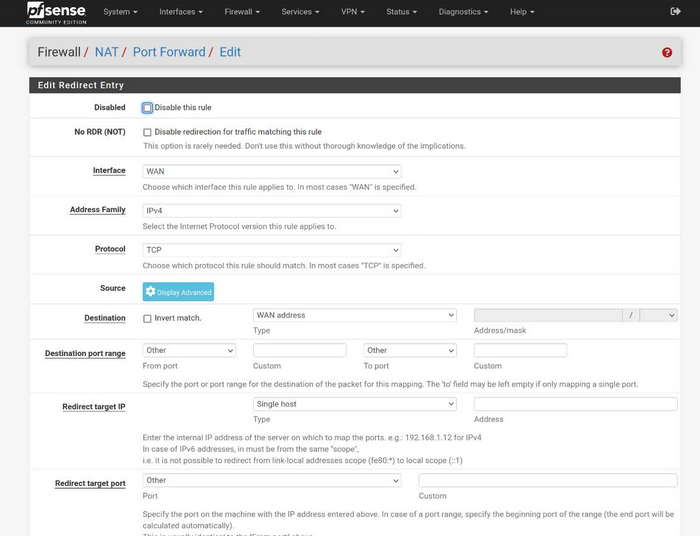 pfsense
COMMUNITY EDITION
System Interfaces Firewall Services VPN Status Diagnostics Help
Firewall / NAT / Port Forward / Edit
?
Edit Redirect Entry
Disabled Disable this rule
No RDR (NOT) Disable redirection for traffic matching this rule
This option is rarely needed. Don't use this without thorough knowledge of the implications.
Interface WAN
Choose which interface this rule applies to. In most cases "WAN" is specified.
Address Family IPv4
Select the Internet Protocol version this rule applies to.
Protocol TCP
Choose which protocol this rule should match. In most cases "TCP" is specified.
Source Display Advanced
Destination Invert match. WAN address /
Type Address/mask
Destination port range Other Other
From port Custom To port Custom
Specify the port or port range for the destination of the packet for this mapping. The 'to' field may be left empty if only mapping a single port.
Redirect target IP Single host
Type Address
Enter the internal IP address of the server on which to map the ports. e.g.: 192.168.1.12 for IPv4
In case of IPv6 addresses, in must be from the same "scope",
i.e. it is not possible to redirect from link-local addresses scope (fe80:*) to local scope (::1)
Redirect target port Other
Port Custom
Specify the port on the machine with the IP address entered above. In case of a port range, specify the beginning port of the range (the end port will be
calculated automatically).
This is usually identical to the "From port" above.